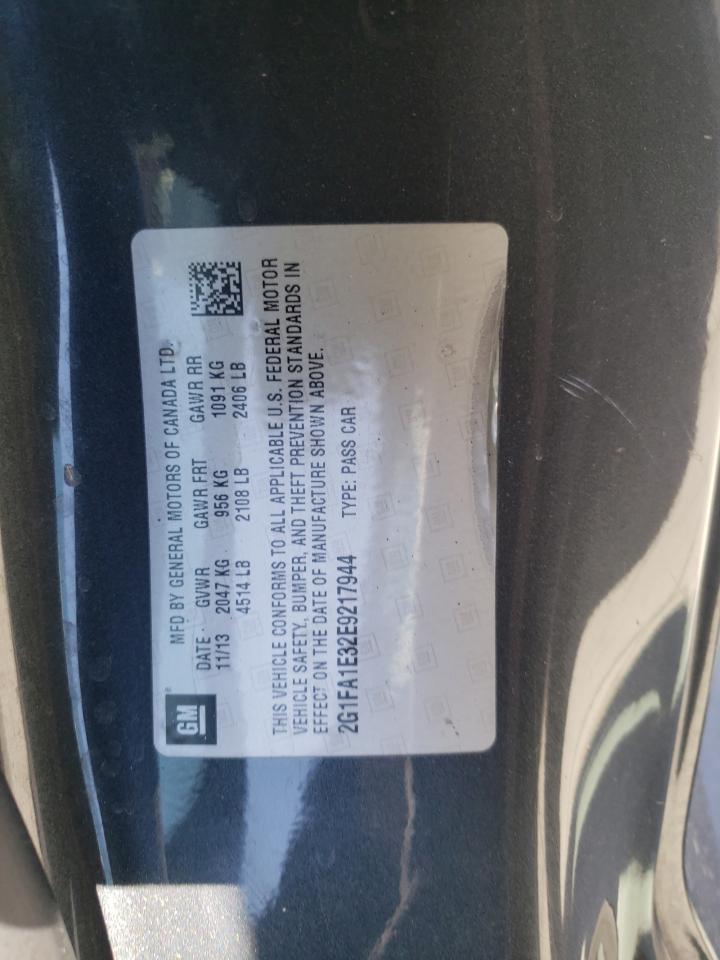 GM®
MFD BY GENERAL MOTORS OF CANADA LTD.
DATE GVWR GAWR FRT GAWR RR
11/13 2047 KG 956 KG 1091 KG
4514 LB 2108 LB 2406 LB
THIS VEHICLE CONFORMS TO ALL APPLICABLE U.S. FEDERAL MOTOR
VEHICLE SAFETY, BUMPER, AND THEFT PREVENTION STANDARDS IN
EFFECT ON THE DATE OF MANUFACTURE SHOWN ABOVE.
2G1FA1E32E9217944 TYPE: PASS CAR